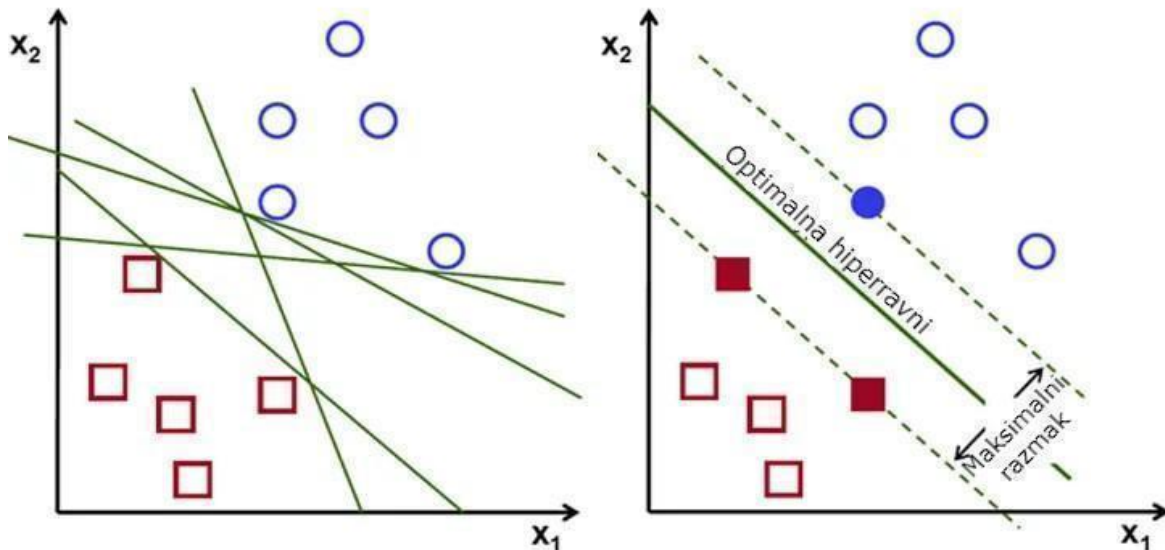 x₂
x₁
x₂
Optimalna hiperravni
Maksimalni
razmak
x₁